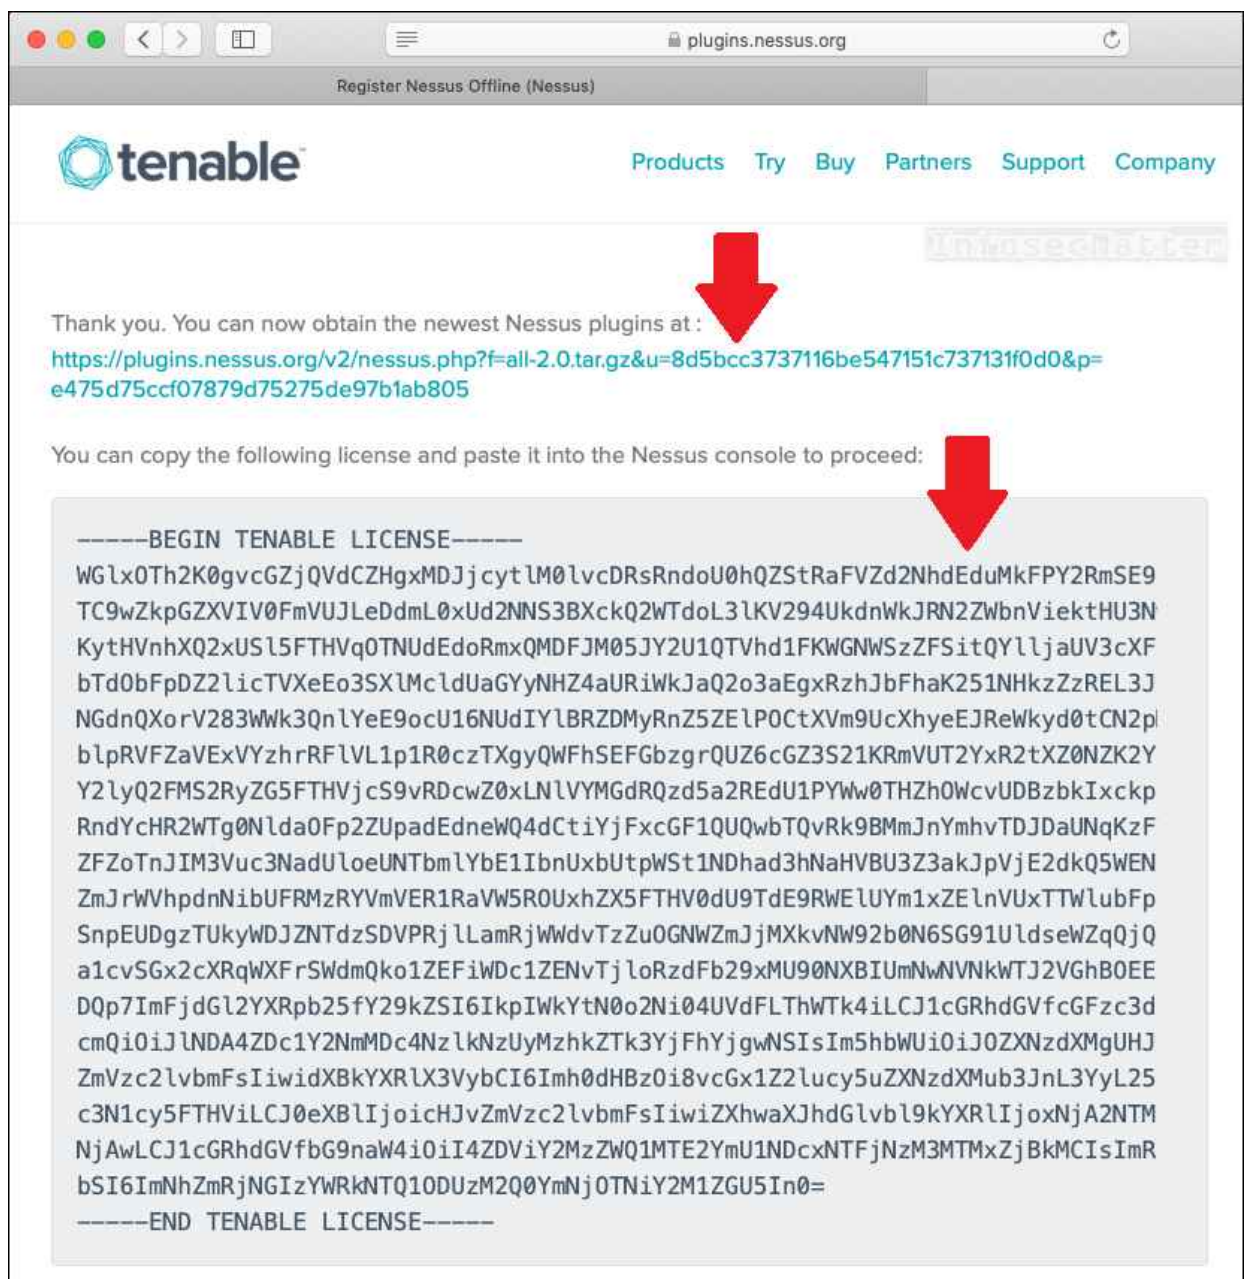 plugins.nessus.org
Register Nessus Offline (Nessus)
tenable
Products Try Buy Partners Support Company
InfosecMatter
Thank you. You can now obtain the newest Nessus plugins at :
https://plugins.nessus.org/v2/nessus.php?f=all-2.0.tar.gz&u=8d5bcc3737116be547151c737131f0d0&p=
e475d75ccf07879d75275de97b1ab805
You can copy the following license and paste it into the Nessus console to proceed:
-----BEGIN TENABLE LICENSE-----
WGlxOTh2K0gvcGZjQVdCZHgxMDJjcytlM0lvcDRsRndoU0hQZStRaFVZd2NhdEduMkFPY2RmSE9
TC9wZkpGZXVIV0FmVUJLeDdmL0xUd2NNS3BXckQ2WTdoL3lKV294UkdnWkJRN2ZWbnViektHU3N
KytHVnhXQ2xUSl5FTHVqOTNUdEdoRmxQMDFJM05JY2U1QTVhd1FKWGNWSzZFSitQYlljaUV3cXF
bTdObFpDZ2licTVXeEo3SXlMcldUaGYyNHZ4aURiWkJaQ2o3aEgxRzhJbFhaK251NHkzZzREL3J
NGdnQXorV283WWk3QnlYeE9ocU16NUdIYlBRZDMyRnZ5ZElPOCtXVm9UcXhyeEJReWkyd0tCN2p
blpRVFZaVExVYzhrRFlVL1p1R0czTXgyQWFhSEFGbzgrQUZ6cGZ3S21KRmVUT2YxR2tXZ0NZK2Y
Y2lyQ2FMS2RyZG5FTHVjcS9vRDcwZ0xLNlVYMGdRQzd5a2REdU1PYWw0THZhOWcvUDBzbkIxckp
RndYcHR2WTg0NldaOFp2ZUpadEdneWQ4dCtiYjFxcGF1QUQwbTQvRk9BMmJnYmhvTDJDaUNqKzF
ZFZoTnJIM3Vuc3NadUloeUNTbmlYbE1IbnUxbUtpWSt1NDhad3hNaHVBU3Z3akJpVjE2dkQ5WEN
ZmJrWVhpdnNibUFRMzRYVmVER1RaVW5ROUxhZX5FTHV0dU9TdE9RWElUYm1xZElnVUxTTWlubFp
SnpEUDgzTUkyWDJZNTdzSDVPRjlLamRjWWdvTzZuOGNWZmJjMXkvNW92b0N6SG91UldseWZqQjQ
a1cvSGx2cXRqWXFrSWdmQko1ZEFiWDc1ZENvTjloRzdFb29xMU90NXBIUmNwNVNkWTJ2VGhBOEE
DQp7ImFjdGl2YXRpb25fY29kZSI6IkpIWkYtN0o2Ni04UVdFLThWTk4iLCJ1cGRhdGVfcGFzc3d
cmQiOiJlNDA4ZDc1Y2NmMDc4NzlkNzUyMzhkZTk3YjFhYjgwNSIsIm5hbWUiOiJOZXNzdXMgUHJ
ZmVzc2lvbmFsIiwidXBkYXRlX3VybCI6Imh0dHBzOi8vcGx1Z2lucy5uZXNzdXMub3JnL3YyL25
c3N1cy5FTHViLCJ0eXBlIjoicHJvZmVzc2lvbmFsIiwiZXhwaXJhdGlvbl9kYXRlIjoxNjA2NTM
NjAwLCJ1cGRhdGVfbG9naW4iOiI4ZDViY2MzZWQ1MTE2YmU1NDcxNTFjNzM3MTMxZjBkMCIsImR
bSI6ImNhZmRjNGIzYWRkNTQ1ODUzM2Q0YmNjOTNiY2M1ZGU5In0=
-----END TENABLE LICENSE-----